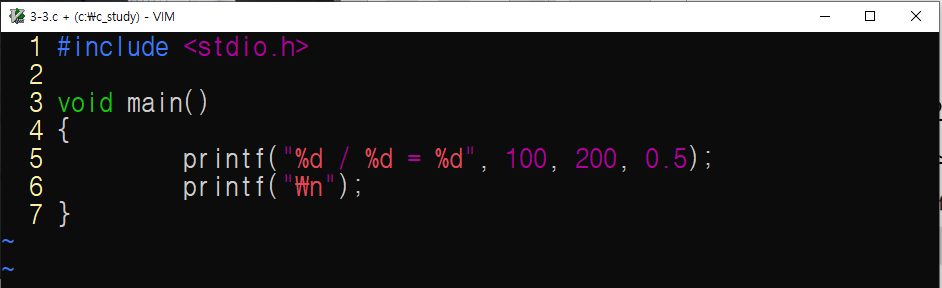 3-3.c + (c:₩c_study) - VIM
1 #include <stdio.h>
2
3 void main()
4 {
5         printf("%d / %d = %d", 100, 200, 0.5);
6         printf("₩n");
7 }
~
~